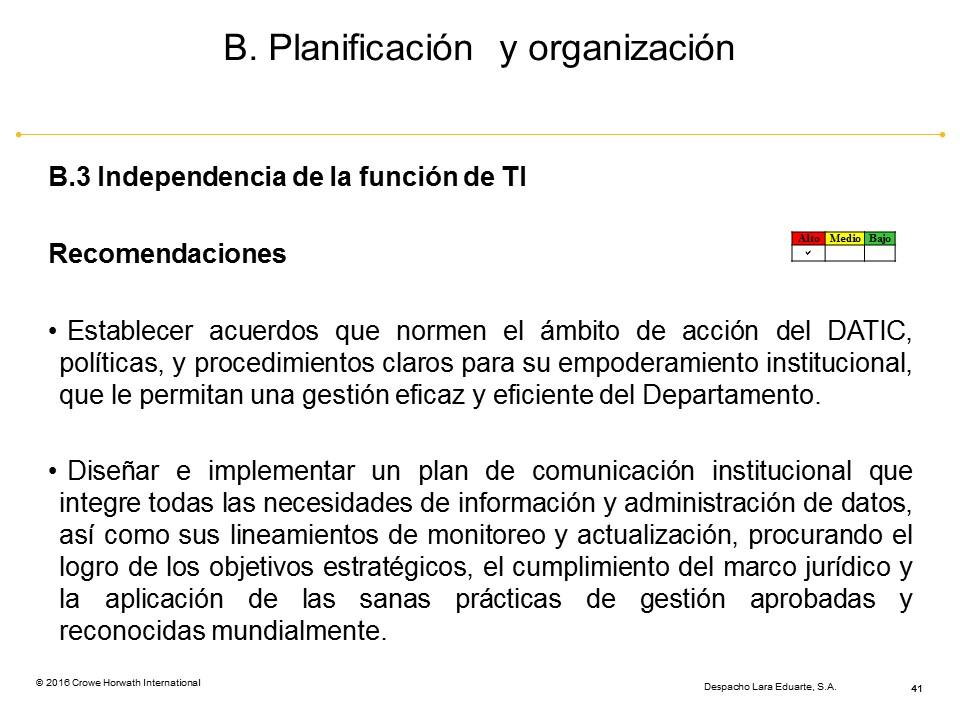 B. Planificación y organización
B.3 Independencia de la función de TI
Recomendaciones
Alto Medio Bajo
✓
• Establecer acuerdos que normen el ámbito de acción del DATIC,
políticas, y procedimientos claros para su empoderamiento institucional,
que le permitan una gestión eficaz y eficiente del Departamento.
• Diseñar e implementar un plan de comunicación institucional que
integre todas las necesidades de información y administración de datos,
así como sus lineamientos de monitoreo y actualización, procurando el
logro de los objetivos estratégicos, el cumplimiento del marco jurídico y
la aplicación de las sanas prácticas de gestión aprobadas y
reconocidas mundialmente.
© 2016 Crowe Horwath International
Despacho Lara Eduarte, S.A.
41